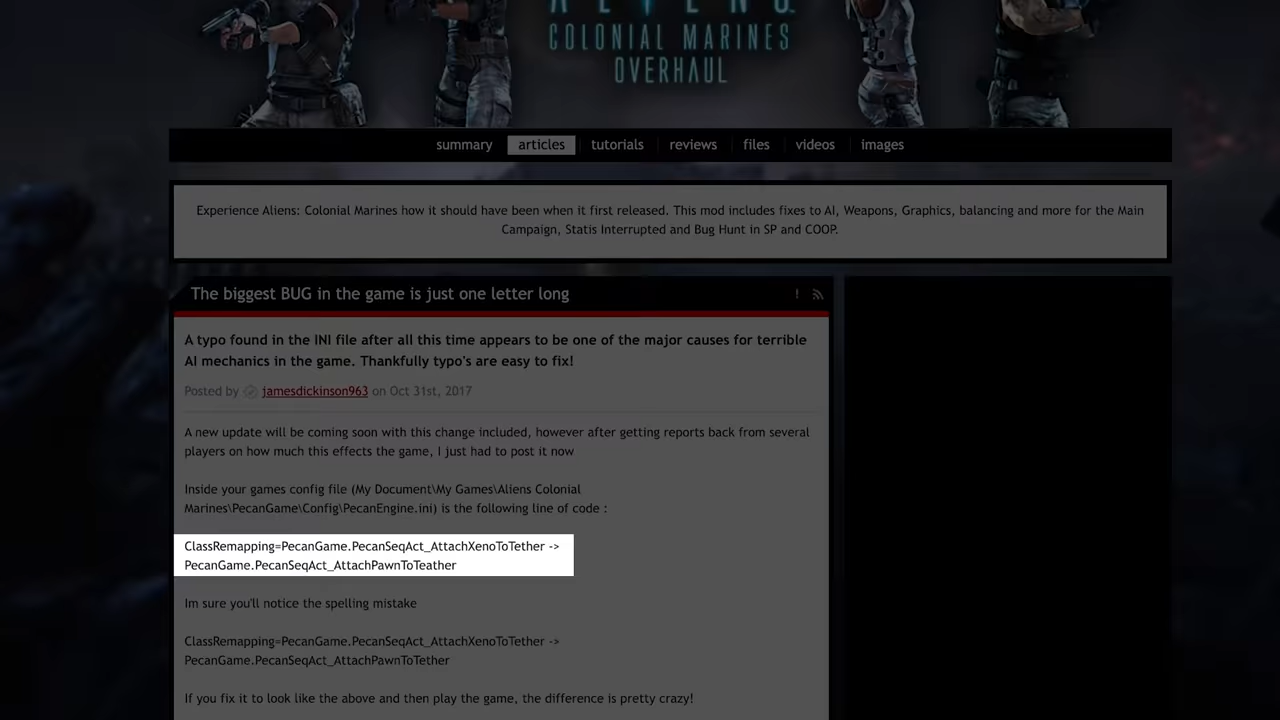 ALIENS
COLONIAL MARINES
OVERHAUL
summary articles tutorials reviews files videos images
Experience Aliens: Colonial Marines how it should have been when it first released. This mod includes fixes to AI, Weapons, Graphics, balancing and more for the Main
Campaign, Statis Interrupted and Bug Hunt in SP and COOP.
The biggest BUG in the game is just one letter long
A typo found in the INI file after all this time appears to be one of the major causes for terrible
AI mechanics in the game. Thankfully typo's are easy to fix!
Posted by jamesdickinson963 on Oct 31st, 2017
A new update will be coming soon with this change included, however after getting reports back from several
players on how much this effects the game, I just had to post it now
Inside your games config file (My Document\My Games\Aliens Colonial
Marines\PecanGame\Config\PecanEngine.ini) is the following line of code :
ClassRemapping=PecanGame.PecanSeqAct_AttachXenoToTether ->
PecanGame.PecanSeqAct_AttachPawnToTeather
Im sure you'll notice the spelling mistake
ClassRemapping=PecanGame.PecanSeqAct_AttachXenoToTether ->
PecanGame.PecanSeqAct_AttachPawnToTether
If you fix it to look like the above and then play the game, the difference is pretty crazy!